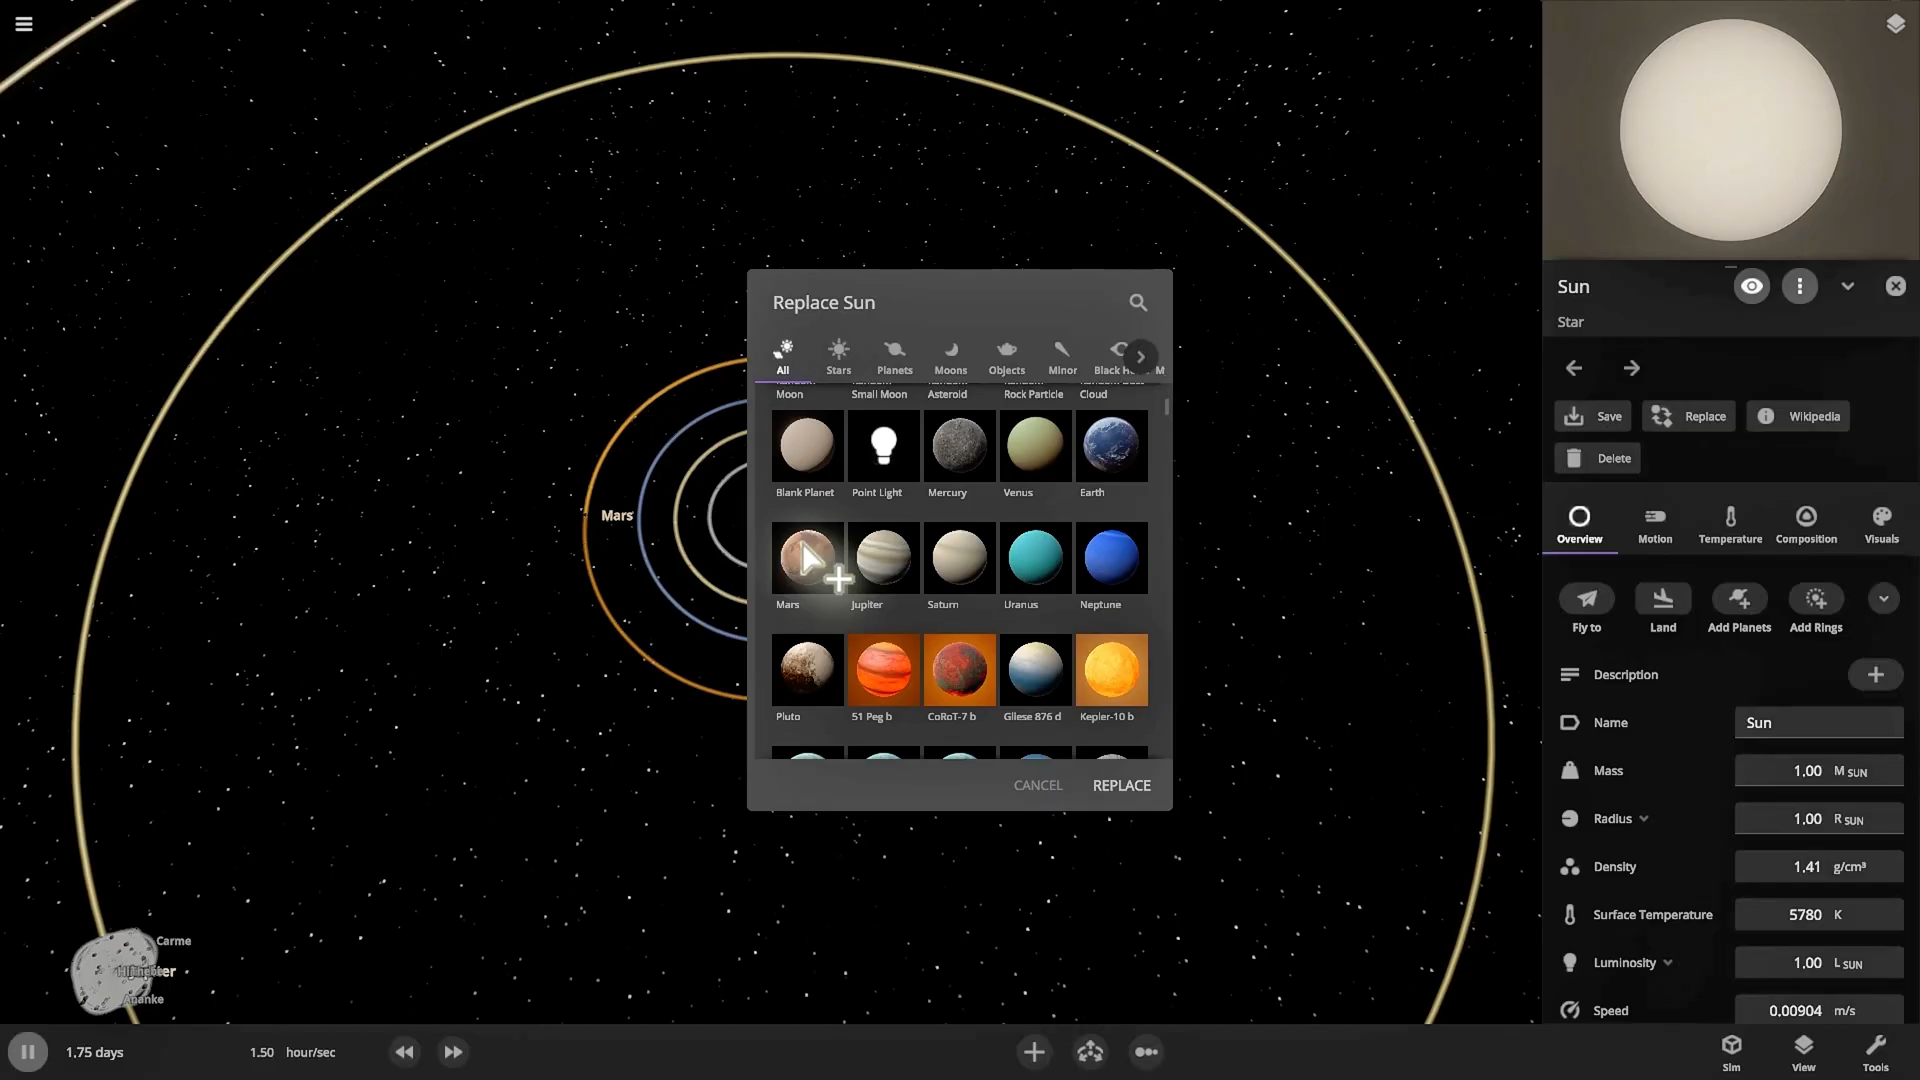 Replace Sun
All
Stars
Planets
Moons
Objects
Minor
Black H
M
Moon
Small Moon
Asteroid
Rock Particle
Cloud
Blank Planet
Point Light
Mercury
Venus
Earth
Mars
Jupiter
Saturn
Uranus
Neptune
Pluto
51 Peg b
CoRoT-7 b
Gliese 876 d
Kepler-10 b
CANCEL
REPLACE
Mars
Carme
Ananke
Sun
Star
Save
Replace
Wikipedia
Delete
Overview
Motion
Temperature
Composition
Visuals
Fly to
Land
Add Planets
Add Rings
Description
Name
Sun
Mass
1.00 M SUN
Radius
1.00 R SUN
Density
1.41 g/cm³
Surface Temperature
5780 K
Luminosity
1.00 L SUN
Speed
0.00904 m/s
1.75 days
1.50 hour/sec
Sim
View
Tools